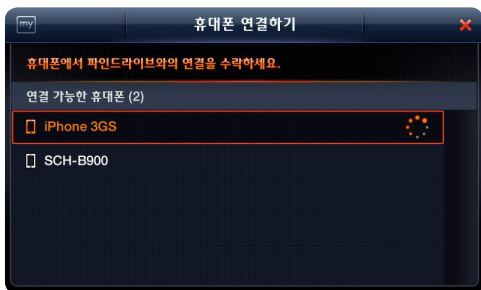 my
휴대폰 연결하기
휴대폰에서 파인드라이브와의 연결을 수락하세요.
연결 가능한 휴대폰 (2)
iPhone 3GS
SCH-B900